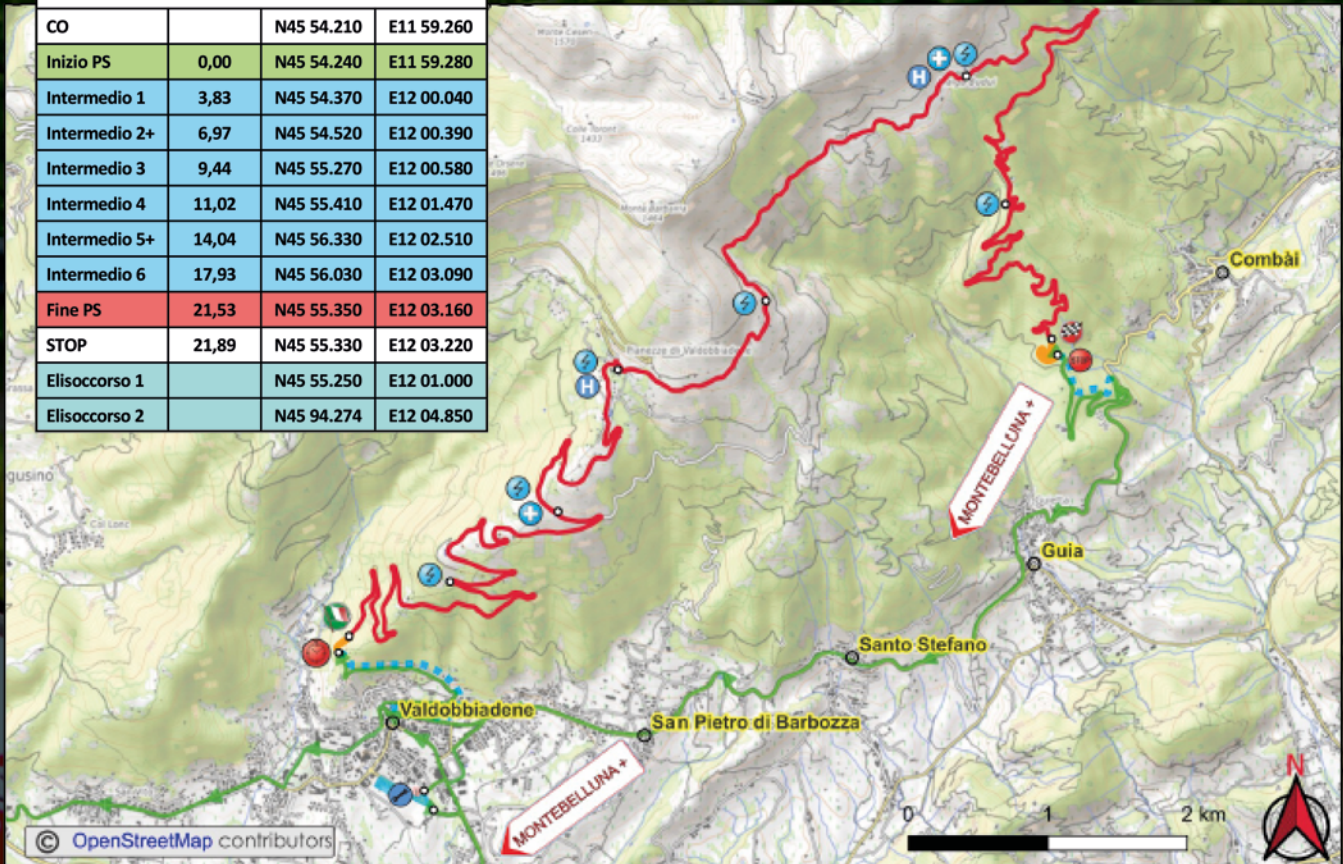 CO N45 54.210 E11 59.260
Inizio PS 0,00 N45 54.240 E11 59.280
Intermedio 1 3,83 N45 54.370 E12 00.040
Intermedio 2+ 6,97 N45 54.520 E12 00.390
Intermedio 3 9,44 N45 55.270 E12 00.580
Intermedio 4 11,02 N45 55.410 E12 01.470
Intermedio 5+ 14,04 N45 56.330 E12 02.510
Intermedio 6 17,93 N45 56.030 E12 03.090
Fine PS 21,53 N45 55.350 E12 03.160
STOP 21,89 N45 55.330 E12 03.220
Elisoccorso 1 N45 55.250 E12 01.000
Elisoccorso 2 N45 94.274 E12 04.850
H
Combài
Pianezze di Valdobbiadene
H
STOP
MONTEBELLUNA +
gusino
Guia
Santo Stefano
Valdobbiadene
San Pietro di Barbozza
MONTEBELLUNA +
N
0 1 2 km
© OpenStreetMap contributors